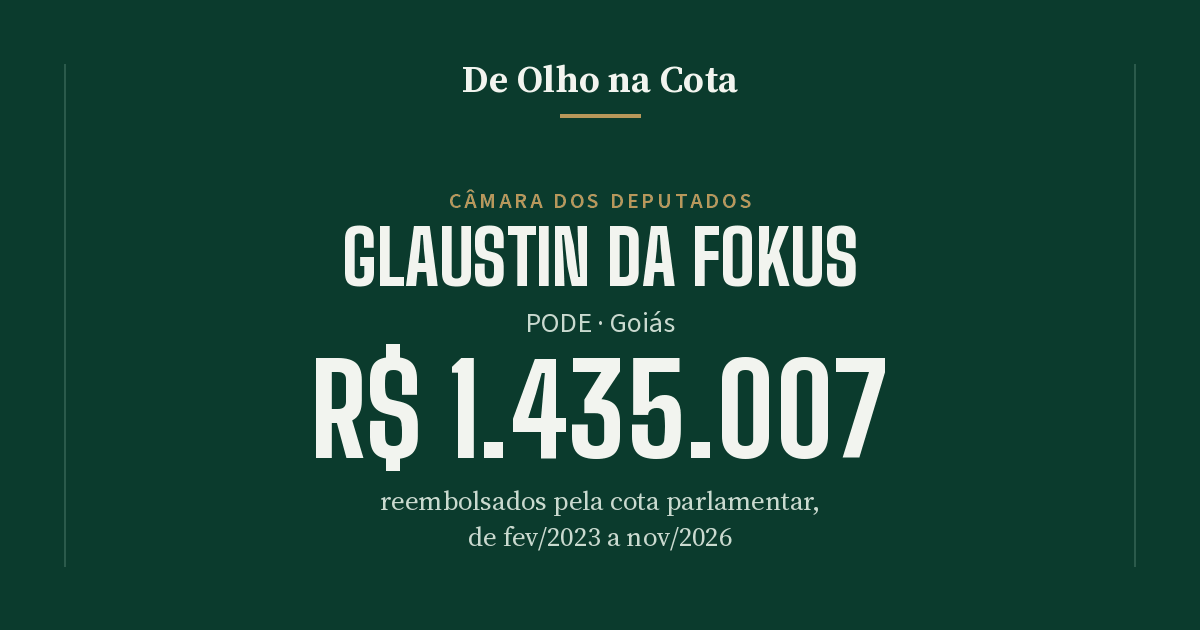 De Olho na Cota
CÂMARA DOS DEPUTADOS
GLAUSTIN DA FOKUS
PODE · Goiás
R$ 1.435.007
reembolsados pela cota parlamentar,
de fev/2023 a nov/2026